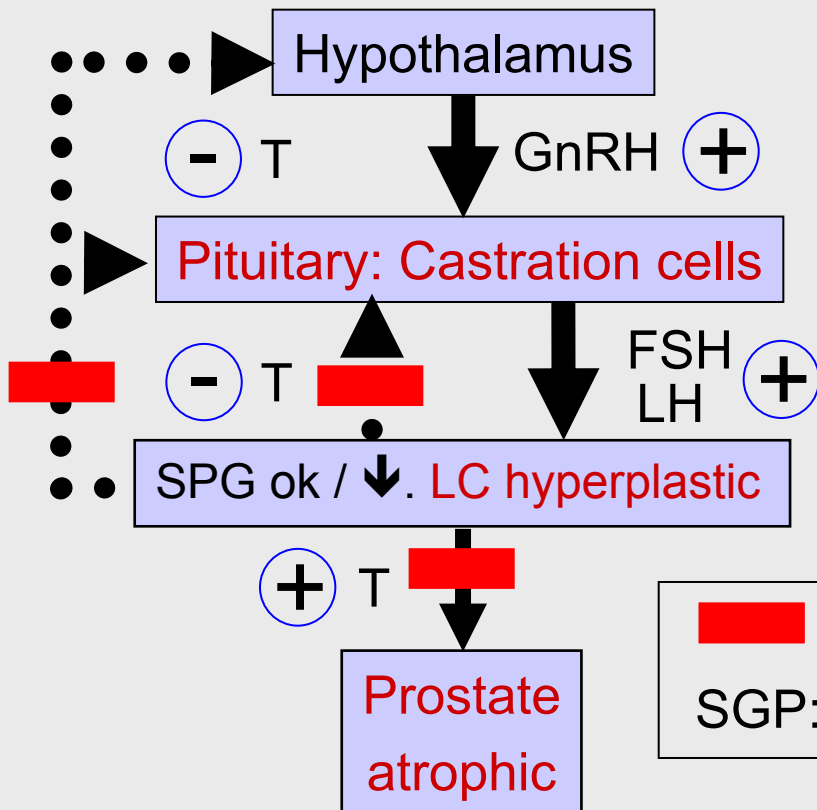 Hypothalamus
- T
GnRH +
Pituitary: Castration cells
- T
FSH
LH +
SPG ok / 🡻. LC hyperplastic
+ T
Prostate
atrophic
SGP: